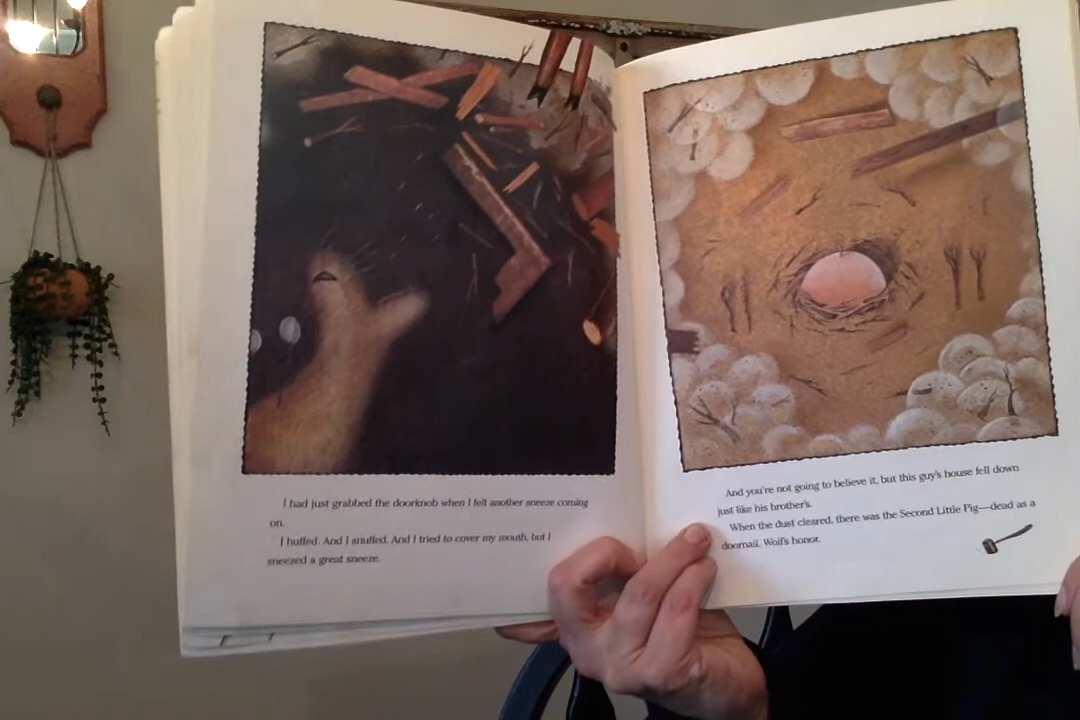 I had just grabbed the doorknob when I felt another sneeze coming
on.
I huffed. And I snuffed. And I tried to cover my mouth, but I
sneezed a great sneeze.
And you're not going to believe it, but this guy's house fell down
just like his brother's.
When the dust cleared, there was the Second Little Pig—dead as a
doornail. Wolf's honor.